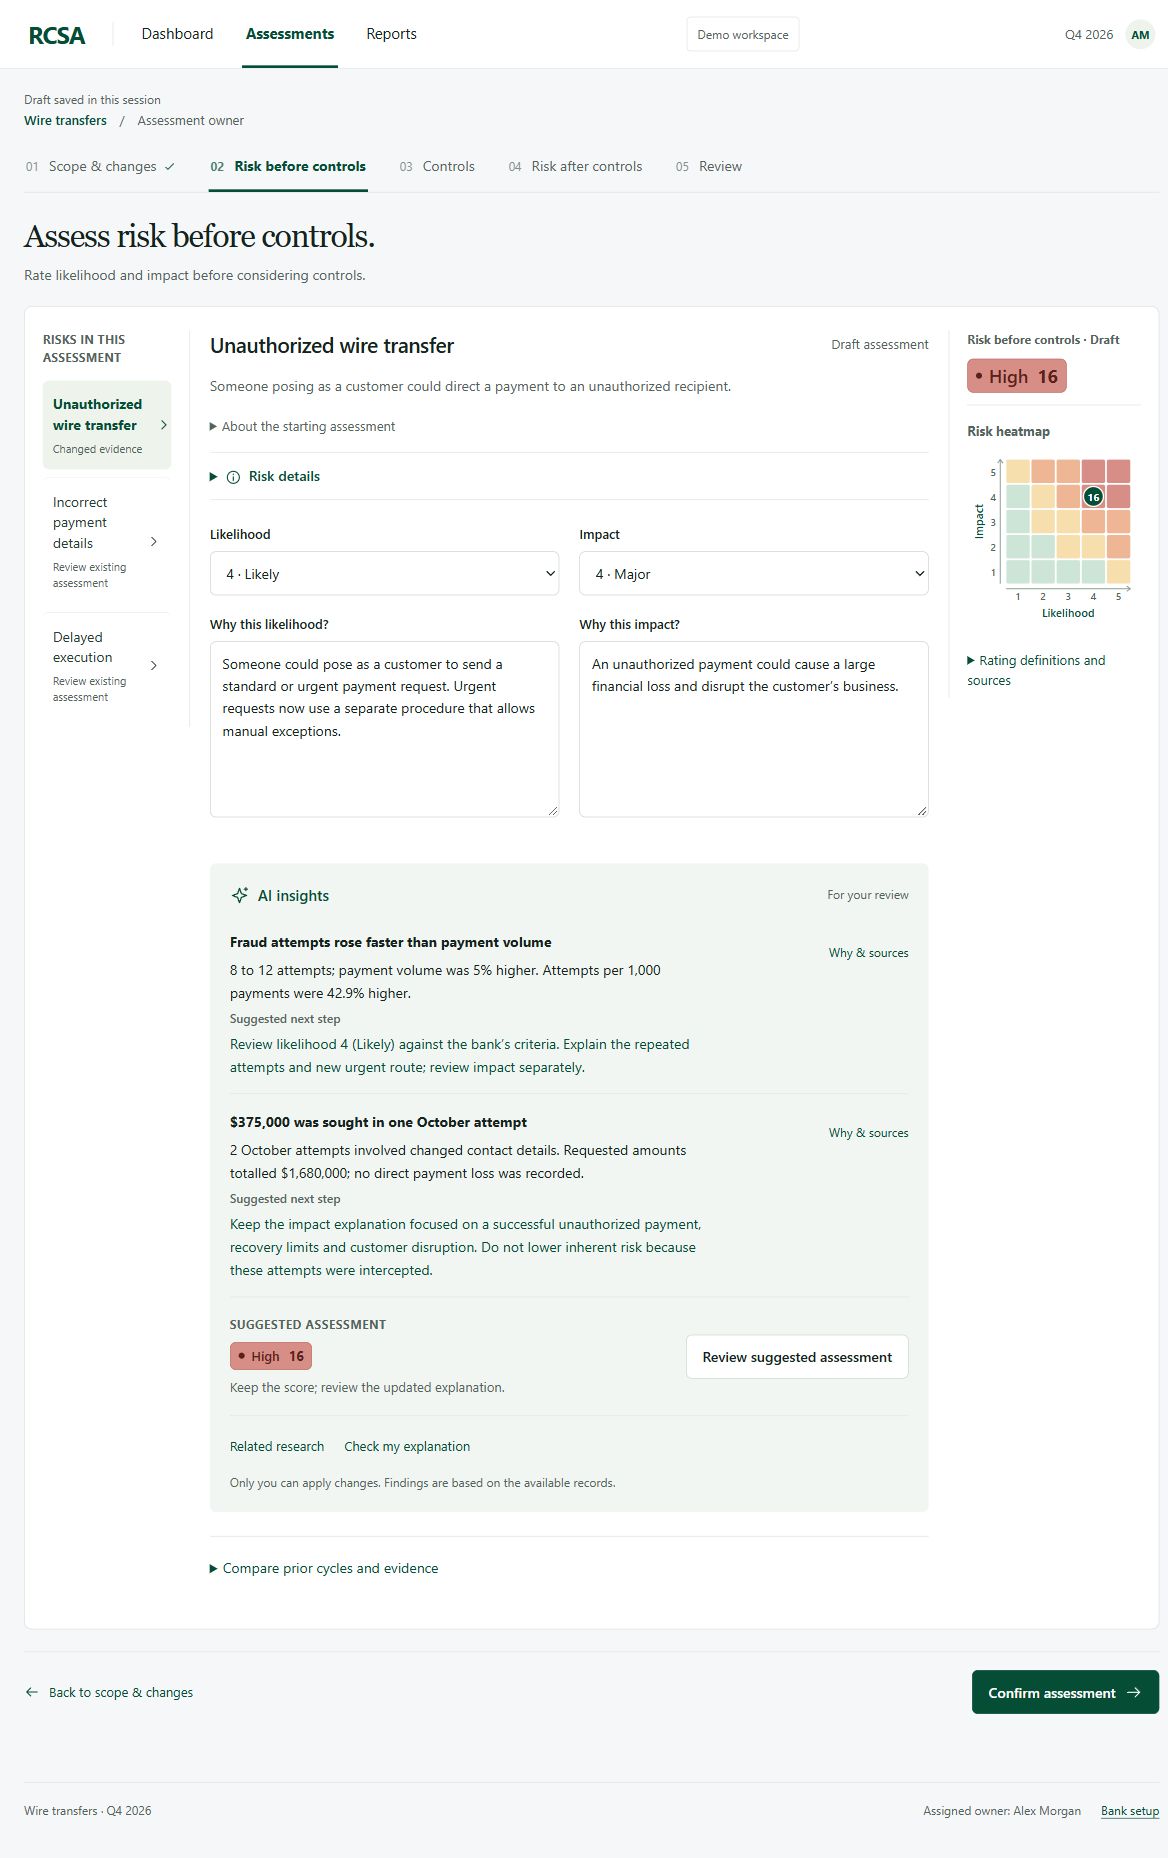 RCSA
Dashboard
Assessments
Reports
Demo workspace
Q4 2026
AM
Draft saved in this session
Wire transfers / Assessment owner
01 Scope & changes
02 Risk before controls
03 Controls
04 Risk after controls
05 Review
Assess risk before controls.
Rate likelihood and impact before considering controls.
RISKS IN THIS
ASSESSMENT
Unauthorized
wire transfer
Changed evidence
Incorrect
payment
details
Review existing
assessment
Delayed
execution
Review existing
assessment
Unauthorized wire transfer
Draft assessment
Someone posing as a customer could direct a payment to an unauthorized recipient.
About the starting assessment
Risk details
Likelihood
4 · Likely
Impact
4 · Major
Why this likelihood?
Someone could pose as a customer to send a
standard or urgent payment request. Urgent
requests now use a separate procedure that allows
manual exceptions.
Why this impact?
An unauthorized payment could cause a large
financial loss and disrupt the customer’s business.
AI insights
For your review
Fraud attempts rose faster than payment volume
Why & sources
8 to 12 attempts; payment volume was 5% higher. Attempts per 1,000
payments were 42.9% higher.
Suggested next step
Review likelihood 4 (Likely) against the bank’s criteria. Explain the repeated
attempts and new urgent route; review impact separately.
$375,000 was sought in one October attempt
Why & sources
2 October attempts involved changed contact details. Requested amounts
totalled $1,680,000; no direct payment loss was recorded.
Suggested next step
Keep the impact explanation focused on a successful unauthorized payment,
recovery limits and customer disruption. Do not lower inherent risk because
these attempts were intercepted.
SUGGESTED ASSESSMENT
• High 16
Keep the score; review the updated explanation.
Review suggested assessment
Related research
Check my explanation
Only you can apply changes. Findings are based on the available records.
Compare prior cycles and evidence
Risk before controls · Draft
• High 16
Risk heatmap
Impact
5
4
3
2
1
16
1 2 3 4 5
Likelihood
Rating definitions and
sources
Back to scope & changes
Confirm assessment
Wire transfers · Q4 2026
Assigned owner: Alex Morgan
Bank setup